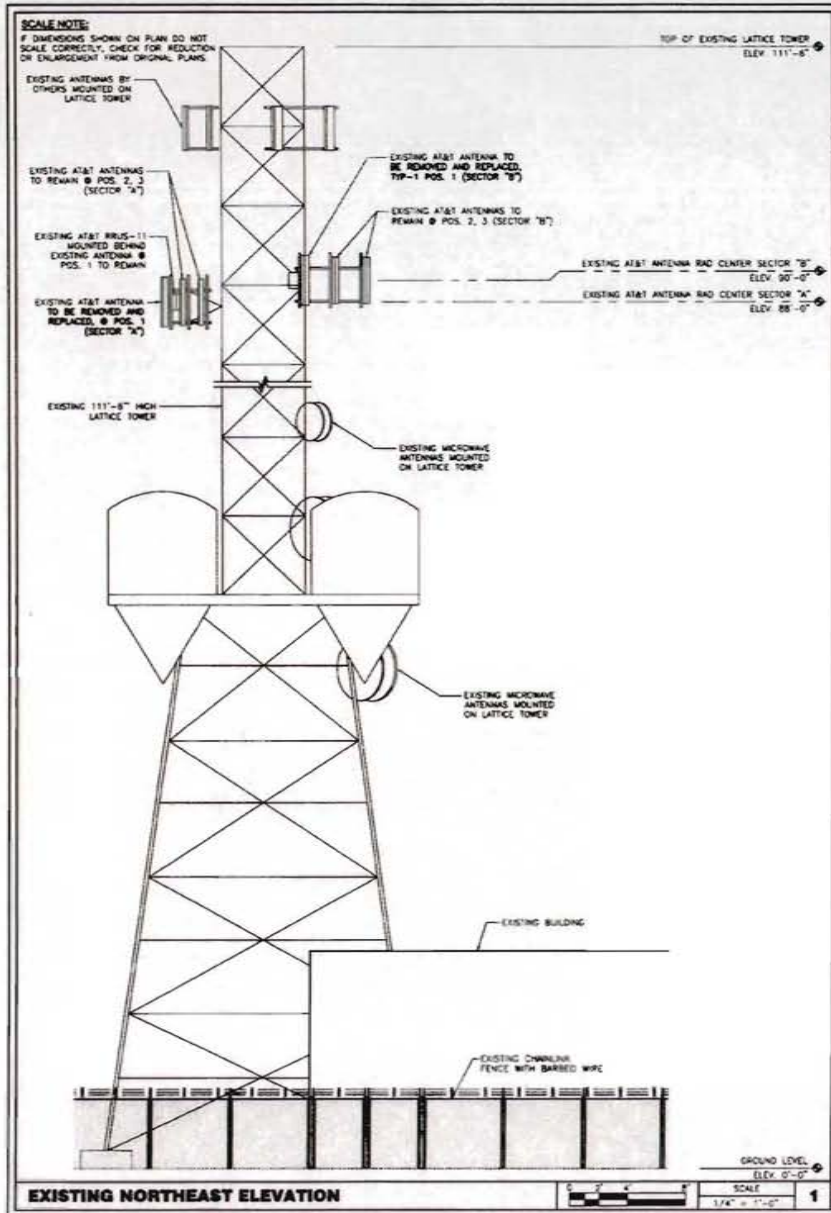 SCALE NOTE:
IF DIMENSIONS SHOWN ON PLAN DO NOT
SCALE CORRECTLY, CHECK FOR REDUCTION
OR ENLARGEMENT FROM ORIGINAL PLANS.
TOP OF EXISTING LATTICE TOWER
ELEV. 111'-6"
EXISTING ANTENNAS BY
OTHERS MOUNTED ON
LATTICE TOWER
EXISTING AT&T ANTENNA TO
BE REMOVED AND REPLACED,
TYP-1 POS. 1 (SECTOR "B")
EXISTING AT&T ANTENNAS
TO REMAIN @ POS. 2, 3
(SECTOR "A")
EXISTING AT&T ANTENNAS TO
REMAIN @ POS. 2, 3 (SECTOR "B")
EXISTING AT&T RRUS-11
MOUNTED BEHIND
EXISTING ANTENNA @
POS. 1 TO REMAIN
EXISTING AT&T ANTENNA RAD CENTER SECTOR "B"
ELEV. 90'-0"
EXISTING AT&T ANTENNA RAD CENTER SECTOR "A"
ELEV. 88'-0"
EXISTING AT&T ANTENNA
TO BE REMOVED AND
REPLACED, @ POS. 1
(SECTOR "A")
EXISTING 111'-6" HIGH
LATTICE TOWER
EXISTING MICROWAVE
ANTENNAS MOUNTED
ON LATTICE TOWER
EXISTING MICROWAVE
ANTENNAS MOUNTED
ON LATTICE TOWER
EXISTING BUILDING
EXISTING CHAINLINK
FENCE WITH BARBED WIRE
GROUND LEVEL
ELEV. 0'-0"
EXISTING NORTHEAST ELEVATION
0 2' 4' 8'
SCALE
1/4" = 1'-0"
1